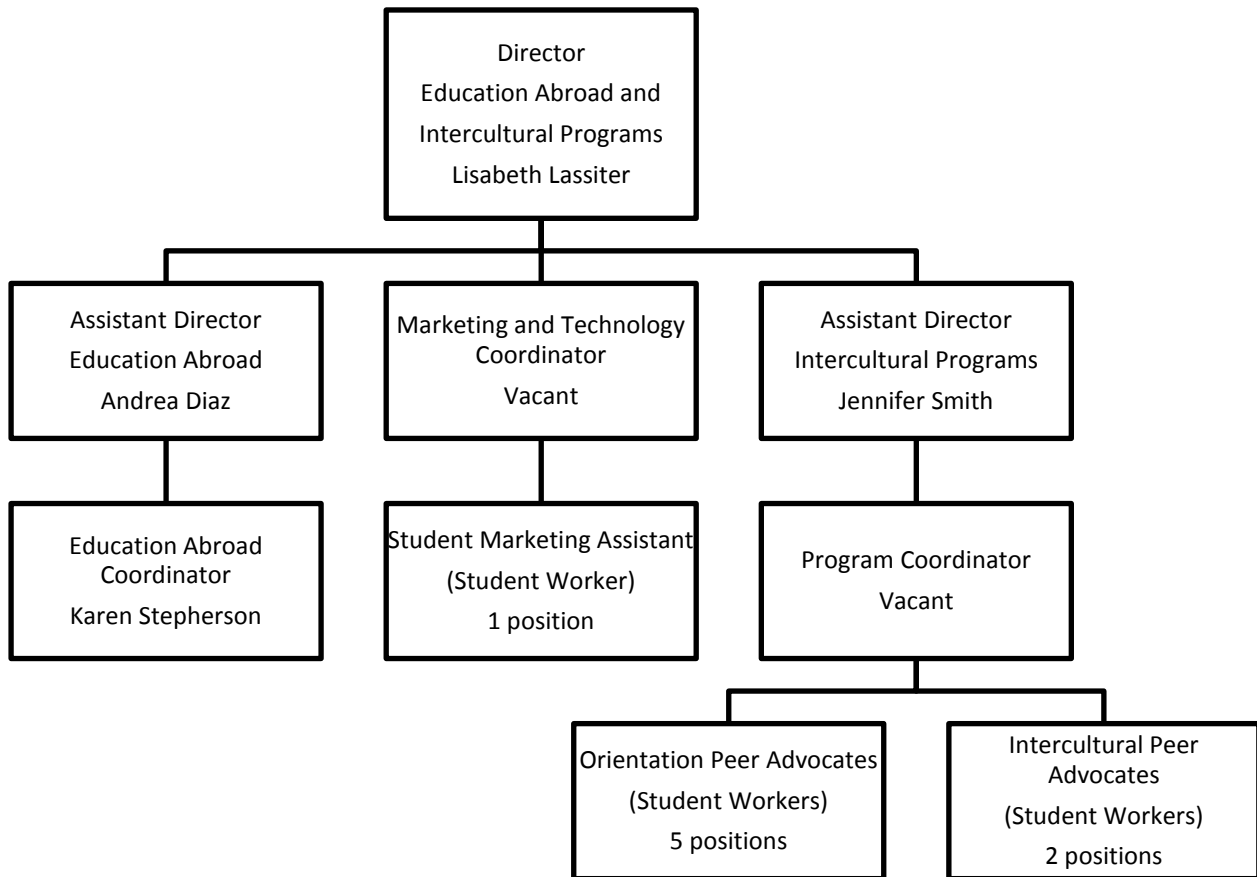 Director
Education Abroad and
Intercultural Programs
Lisabeth Lassiter
Assistant Director
Education Abroad
Andrea Diaz
Marketing and Technology
Coordinator
Vacant
Assistant Director
Intercultural Programs
Jennifer Smith
Education Abroad
Coordinator
Karen Stepherson
Student Marketing Assistant
(Student Worker)
1 position
Program Coordinator
Vacant
Orientation Peer Advocates
(Student Workers)
5 positions
Intercultural Peer
Advocates
(Student Workers)
2 positions